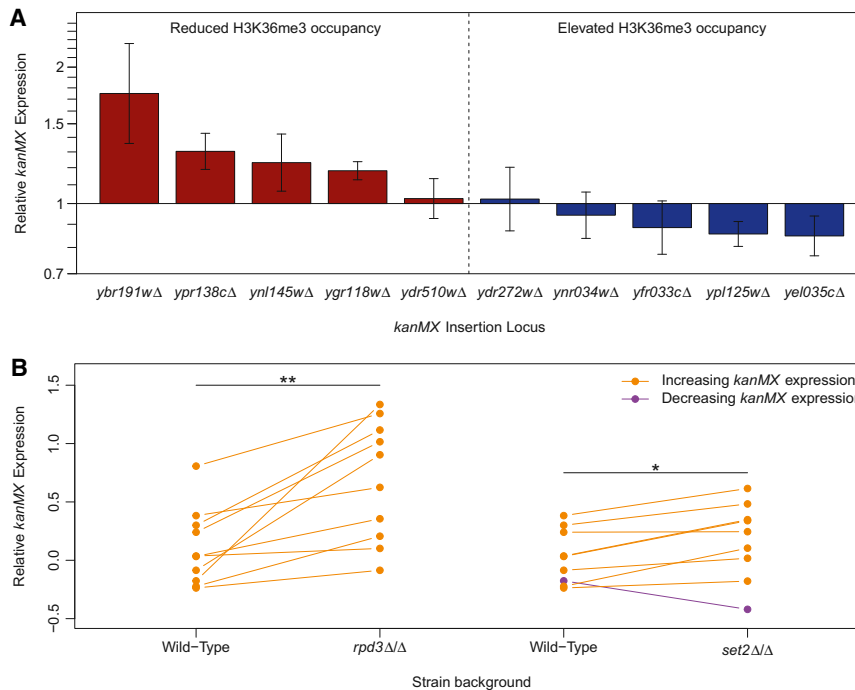 A
Reduced H3K36me3 occupancy
Elevated H3K36me3 occupancy
Relative kanMX Expression
2
1.5
1
0.7
ybr191wΔ ypr138cΔ ynl145wΔ ygr118wΔ ydr510wΔ ydr272wΔ ynr034wΔ yfr033cΔ ypl125wΔ yel035cΔ
kanMX Insertion Locus
B
Increasing kanMX expression
Decreasing kanMX expression
**
*
Relative kanMX Expression
1.5
1.0
0.5
0.0
−0.5
Wild−Type rpd3Δ/Δ Wild−Type set2Δ/Δ
Strain background